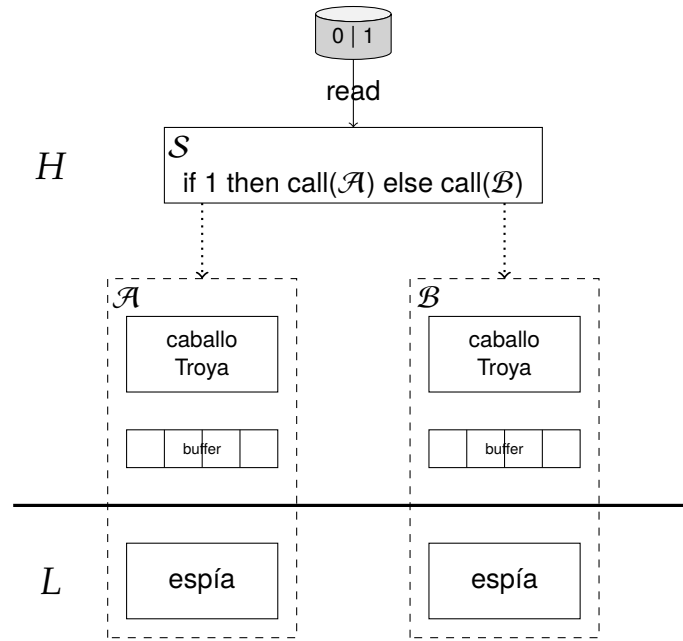 0 | 1
read
H
𝒮
if 1 then call(𝒜) else call(ℬ)
𝒜
ℬ
caballo
Troya
caballo
Troya
buffer
buffer
L
espía
espía